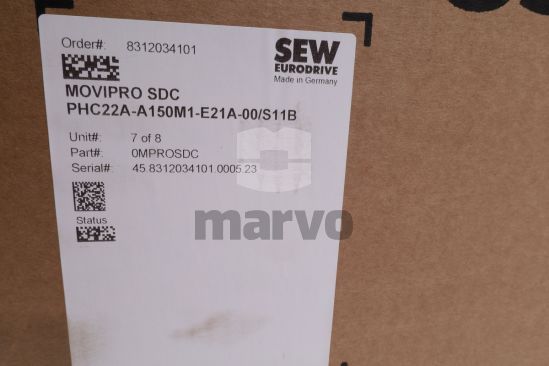 Order#: 8312034101
SEW
EURODRIVE
Made in Germany
MOVIPRO SDC
PHC22A-A150M1-E21A-00/S11B
Unit#: 7 of 8
Part#: 0MPROSDC
Serial#: 45.8312034101.0005.23
Status
marvo